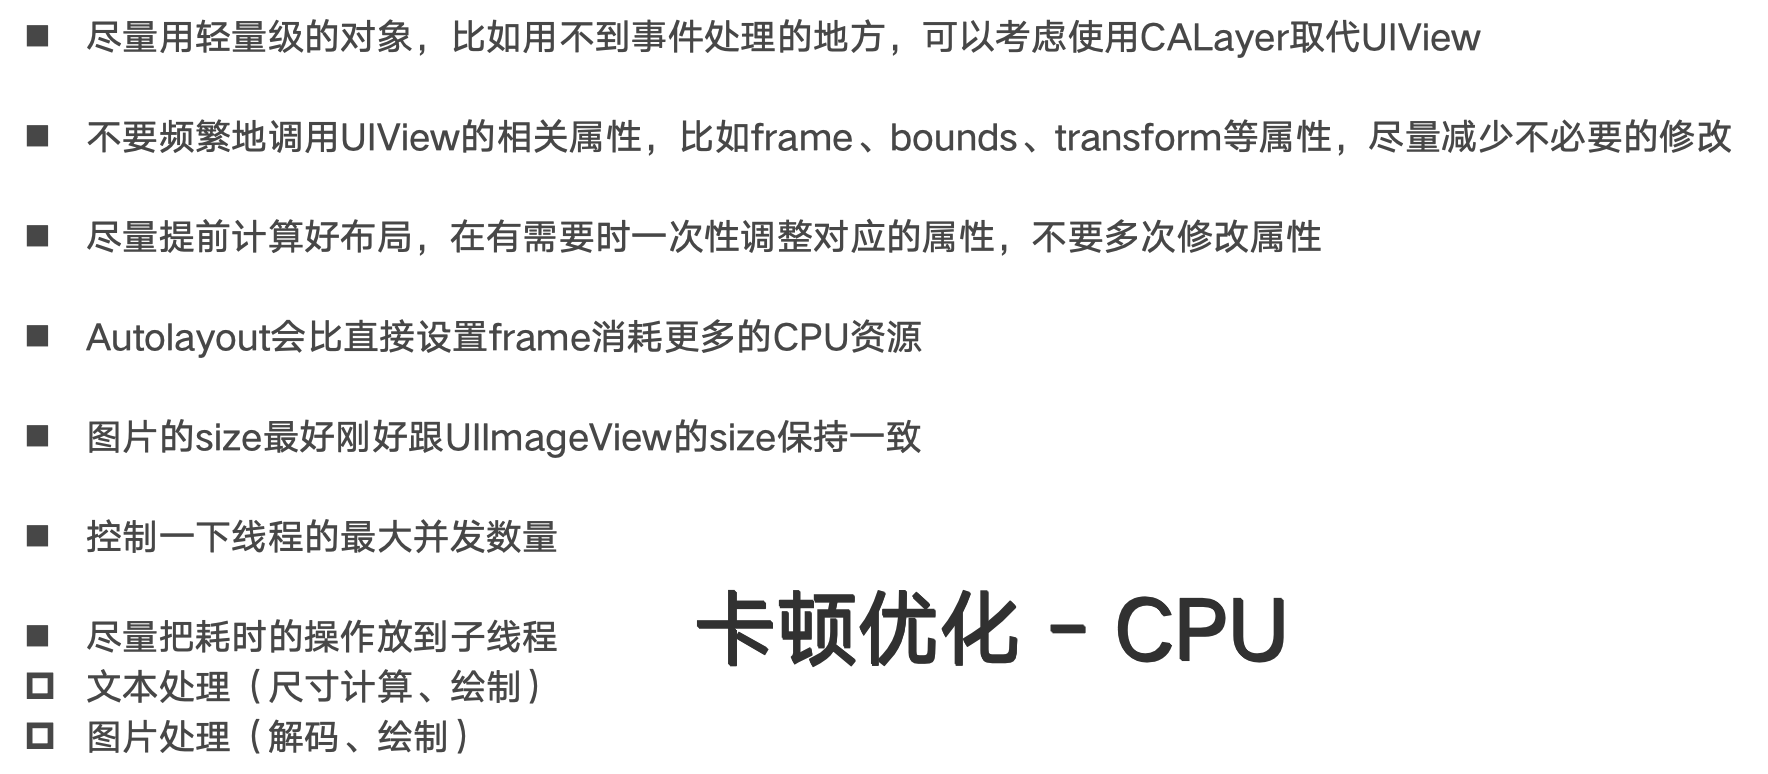 ■ 尽量用轻量级的对象，比如用不到事件处理的地方，可以考虑使用CALayer取代UIView
■ 不要频繁地调用UIView的相关属性，比如frame、bounds、transform等属性，尽量减少不必要的修改
■ 尽量提前计算好布局，在有需要时一次性调整对应的属性，不要多次修改属性
■ Autolayout会比直接设置frame消耗更多的CPU资源
■ 图片的size最好刚好跟UIImageView的size保持一致
■ 控制一下线程的最大并发数量
■ 尽量把耗时的操作放到子线程
□ 文本处理（尺寸计算、绘制）
□ 图片处理（解码、绘制）
卡顿优化 - CPU